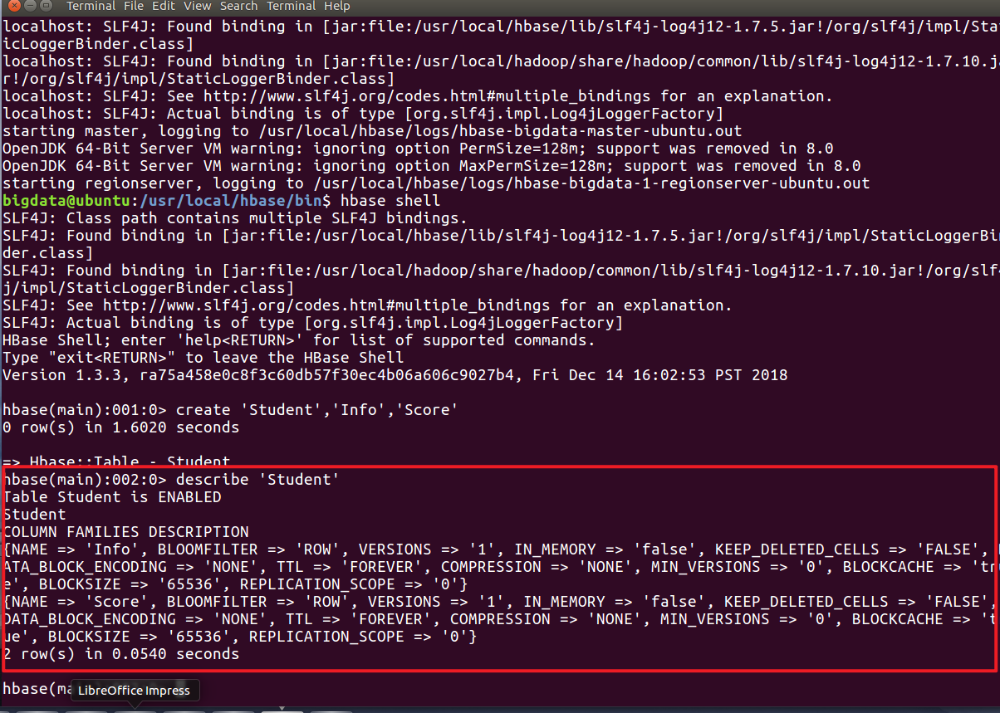 Terminal File Edit View Search Terminal Help
localhost: SLF4J: Found binding in [jar:file:/usr/local/hbase/lib/slf4j-log4j12-1.7.5.jar!/org/slf4j/impl/Sta
icLoggerBinder.class]
localhost: SLF4J: Found binding in [jar:file:/usr/local/hadoop/share/hadoop/common/lib/slf4j-log4j12-1.7.10.j
r!/org/slf4j/impl/StaticLoggerBinder.class]
localhost: SLF4J: See http://www.slf4j.org/codes.html#multiple_bindings for an explanation.
localhost: SLF4J: Actual binding is of type [org.slf4j.impl.Log4jLoggerFactory]
starting master, logging to /usr/local/hbase/logs/hbase-bigdata-master-ubuntu.out
OpenJDK 64-Bit Server VM warning: ignoring option PermSize=128m; support was removed in 8.0
OpenJDK 64-Bit Server VM warning: ignoring option MaxPermSize=128m; support was removed in 8.0
starting regionserver, logging to /usr/local/hbase/logs/hbase-bigdata-1-regionserver-ubuntu.out
bigdata@ubuntu:/usr/local/hbase/bin$ hbase shell
SLF4J: Class path contains multiple SLF4J bindings.
SLF4J: Found binding in [jar:file:/usr/local/hbase/lib/slf4j-log4j12-1.7.5.jar!/org/slf4j/impl/StaticLoggerBi
der.class]
SLF4J: Found binding in [jar:file:/usr/local/hadoop/share/hadoop/common/lib/slf4j-log4j12-1.7.10.jar!/org/slf
j/impl/StaticLoggerBinder.class]
SLF4J: See http://www.slf4j.org/codes.html#multiple_bindings for an explanation.
SLF4J: Actual binding is of type [org.slf4j.impl.Log4jLoggerFactory]
HBase Shell; enter 'help<RETURN>' for list of supported commands.
Type "exit<RETURN>" to leave the HBase Shell
Version 1.3.3, ra75a458e0c8f3c60db57f30ec4b06a606c9027b4, Fri Dec 14 16:02:53 PST 2018
hbase(main):001:0> create 'Student','Info','Score'
0 row(s) in 1.6020 seconds
=> Hbase::Table - Student
hbase(main):002:0> describe 'Student'
Table Student is ENABLED
Student
COLUMN FAMILIES DESCRIPTION
{NAME => 'Info', BLOOMFILTER => 'ROW', VERSIONS => '1', IN_MEMORY => 'false', KEEP_DELETED_CELLS => 'FALSE',
ATA_BLOCK_ENCODING => 'NONE', TTL => 'FOREVER', COMPRESSION => 'NONE', MIN_VERSIONS => '0', BLOCKCACHE => 'tr
e', BLOCKSIZE => '65536', REPLICATION_SCOPE => '0'}
{NAME => 'Score', BLOOMFILTER => 'ROW', VERSIONS => '1', IN_MEMORY => 'false', KEEP_DELETED_CELLS => 'FALSE',
DATA_BLOCK_ENCODING => 'NONE', TTL => 'FOREVER', COMPRESSION => 'NONE', MIN_VERSIONS => '0', BLOCKCACHE => 't
ue', BLOCKSIZE => '65536', REPLICATION_SCOPE => '0'}
2 row(s) in 0.0540 seconds
hbase(ma
LibreOffice Impress